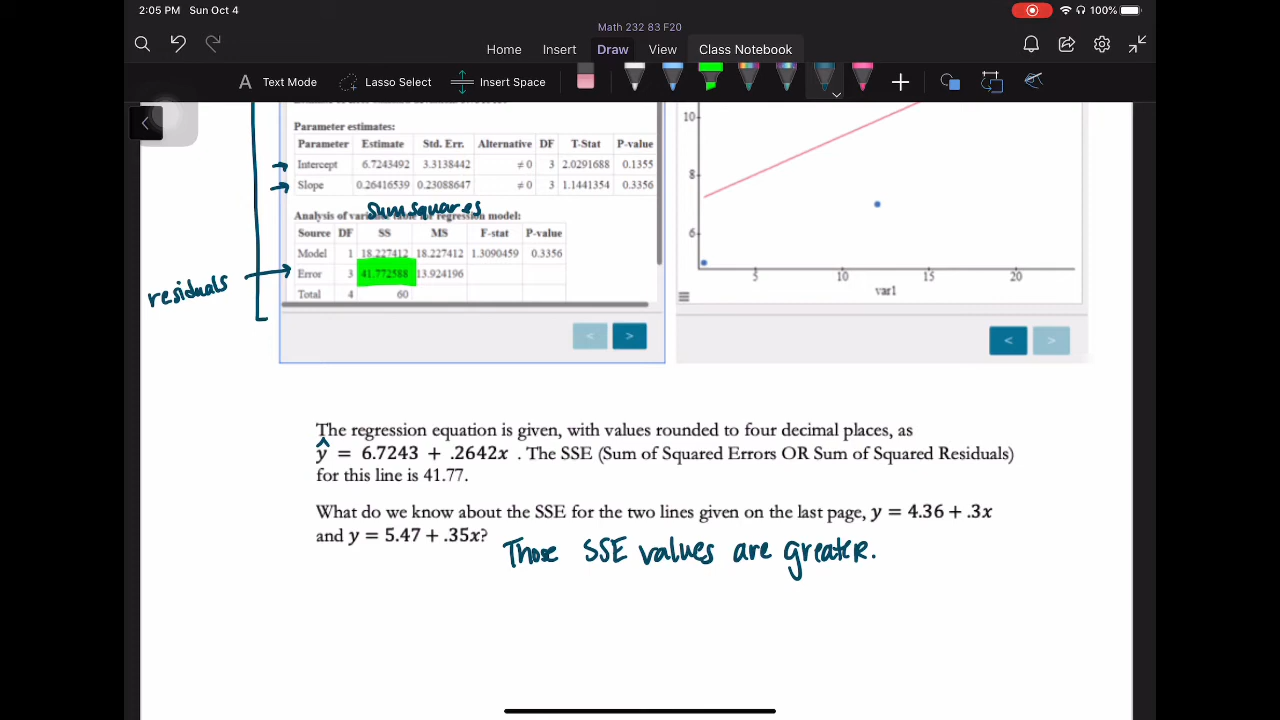 2:05 PM Sun Oct 4
100%
Math 232 83 F20
Home Insert Draw View Class Notebook
A Text Mode Lasso Select Insert Space
Parameter estimates:
Parameter Estimate Std. Err. Alternative DF T-Stat P-value
Intercept 6.7243492 3.3138442 ≠ 0 3 2.0291688 0.1355
Slope 0.26416539 0.23088647 ≠ 0 3 1.1441354 0.3356
sum squares
Analysis of variance table for regression model:
Source DF SS MS F-stat P-value
Model 1 18.227412 18.227412 1.3090459 0.3356
Error 3 41.772588 13.924196
Total 4 60
residuals
< >
10
8
6
5 10 15 20
var1
< >
The regression equation is given, with values rounded to four decimal places, as
ŷ = 6.7243 + .2642x . The SSE (Sum of Squared Errors OR Sum of Squared Residuals)
for this line is 41.77.
What do we know about the SSE for the two lines given on the last page, y = 4.36 + .3x
and y = 5.47 + .35x?
Those SSE values are greater.